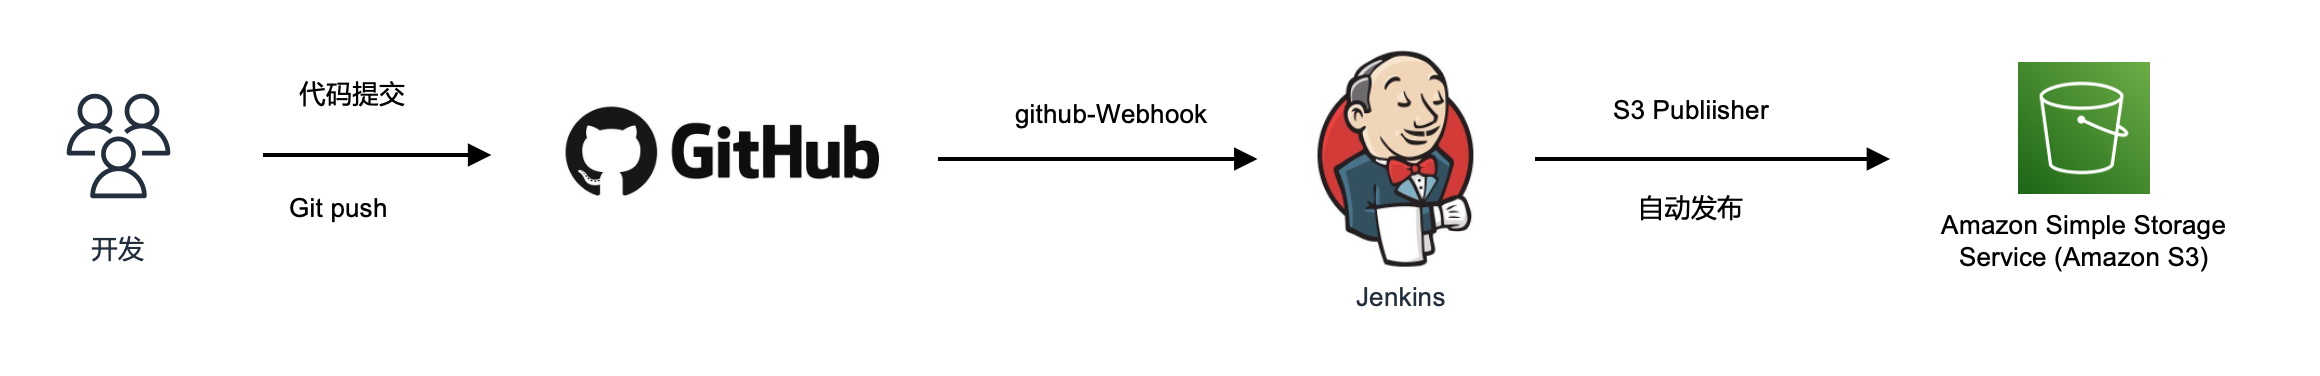 代码提交
Git push
开发
GitHub
github-Webhook
Jenkins
S3 Publiisher
自动发布
Amazon Simple Storage
Service (Amazon S3)